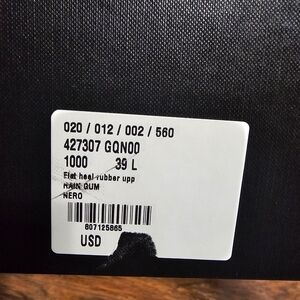 020 / 012 / 002 / 560
427307 GQN00
1000 39 L
Flat heel rubber upp
RAIN GUM
NERO
807125865
USD